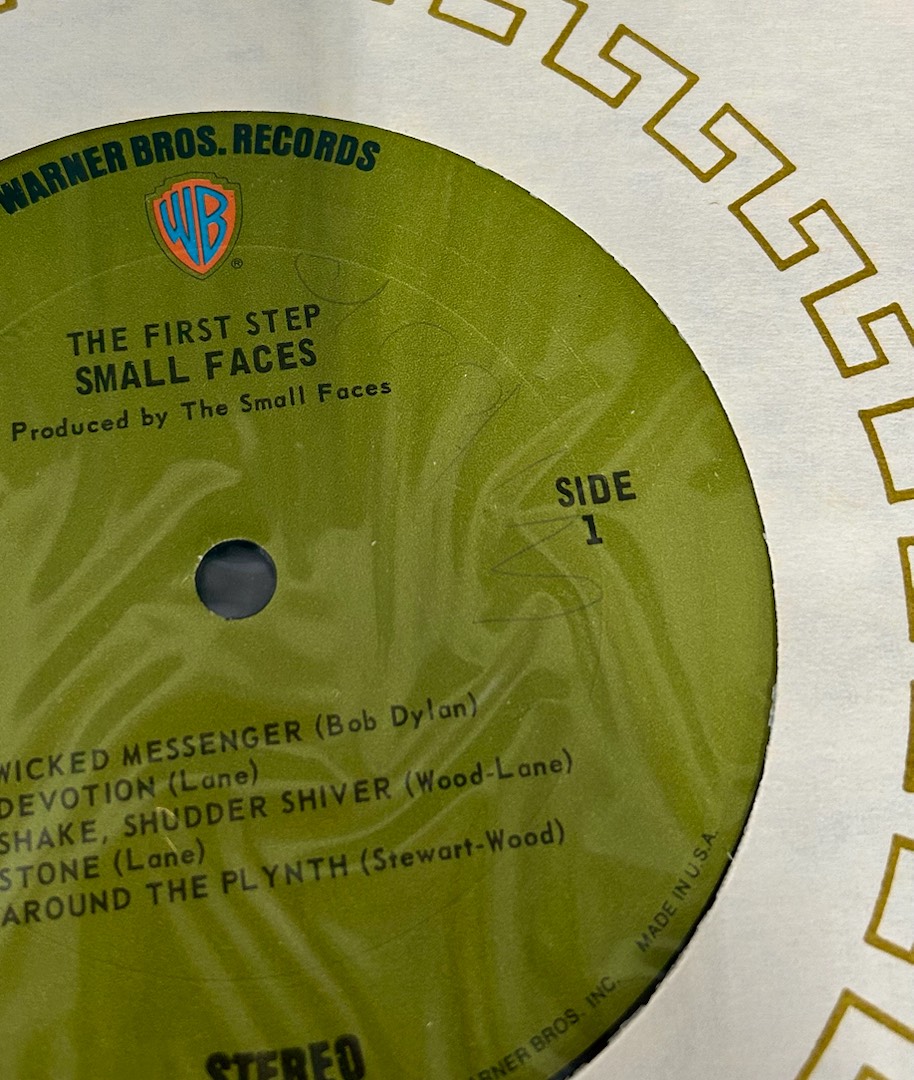 WARNER BROS. RECORDS
WB
®
THE FIRST STEP
SMALL FACES
Produced by The Small Faces
SIDE
1
WICKED MESSENGER (Bob Dylan)
DEVOTION (Lane)
SHAKE, SHUDDER SHIVER (Wood-Lane)
STONE (Lane)
AROUND THE PLYNTH (Stewart-Wood)
STEREO
BROS. INC. MADE IN U.S.A.